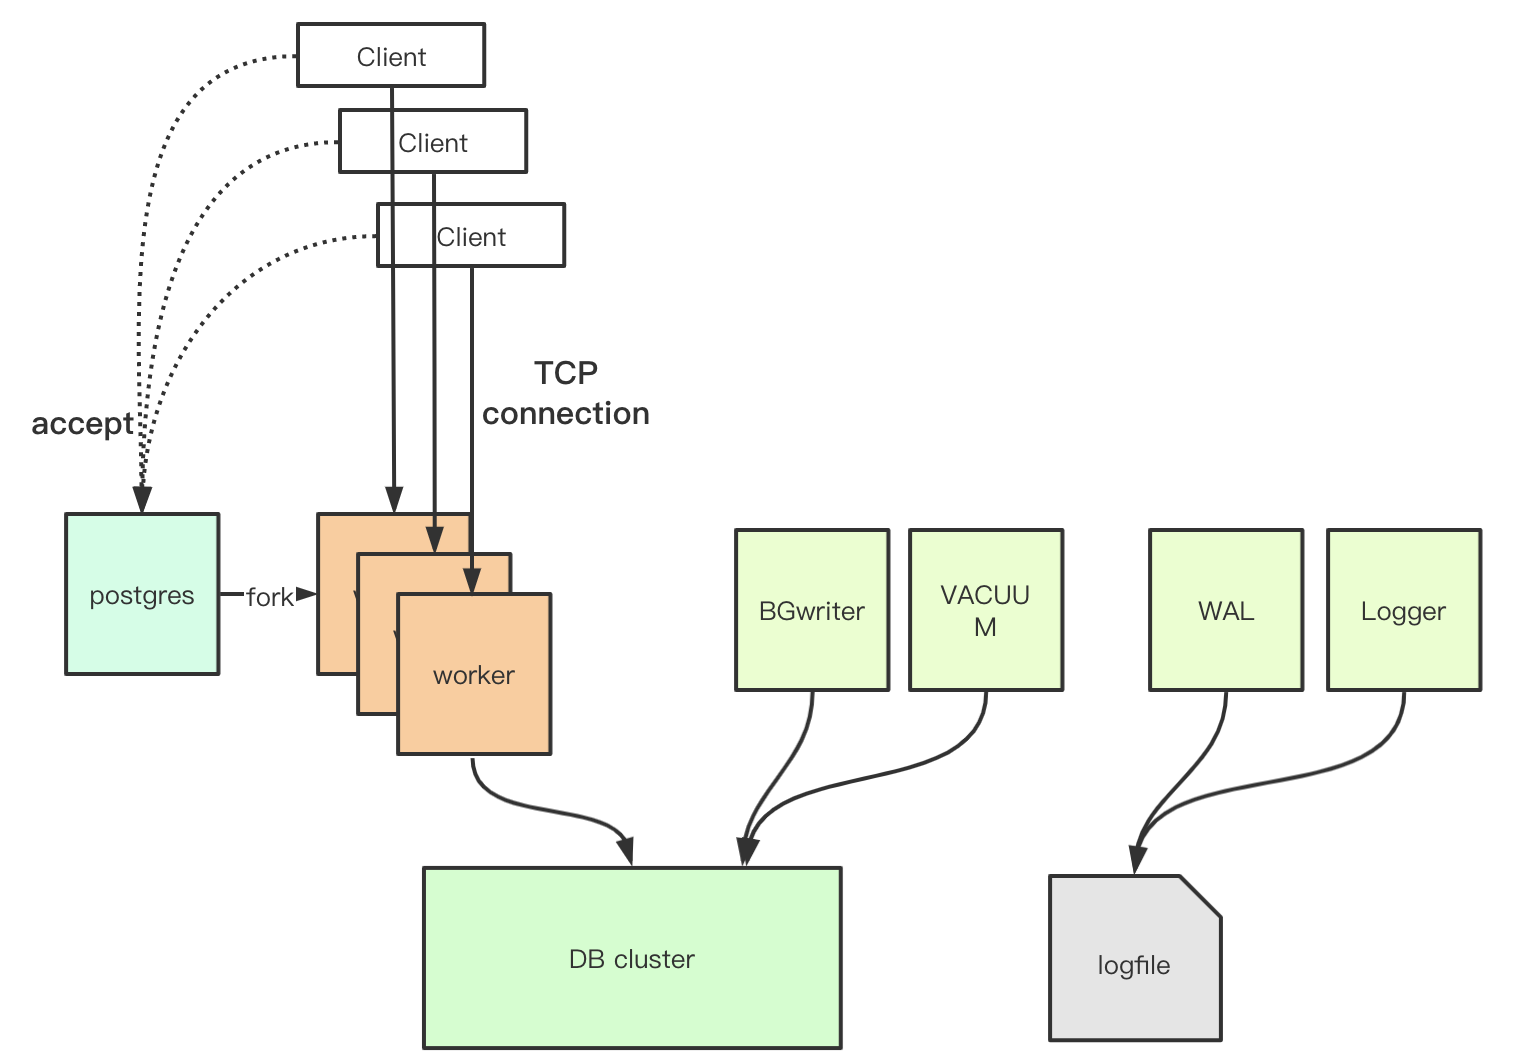 Client
Client
Client
TCP
connection
accept
postgres
fork
worker
BGwriter
VACUU
M
WAL
Logger
DB cluster
logfile